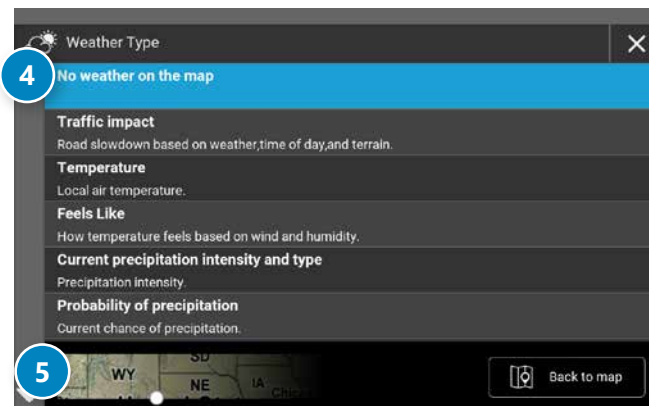 Weather Type
4
No weather on the map
Traffic impact
Road slowdown based on weather,time of day,and terrain.
Temperature
Local air temperature.
Feels Like
How temperature feels based on wind and humidity.
Current precipitation intensity and type
Precipitation intensity.
Probability of precipitation
Current chance of precipitation.
5
SD
WY
NE
IA
Back to map